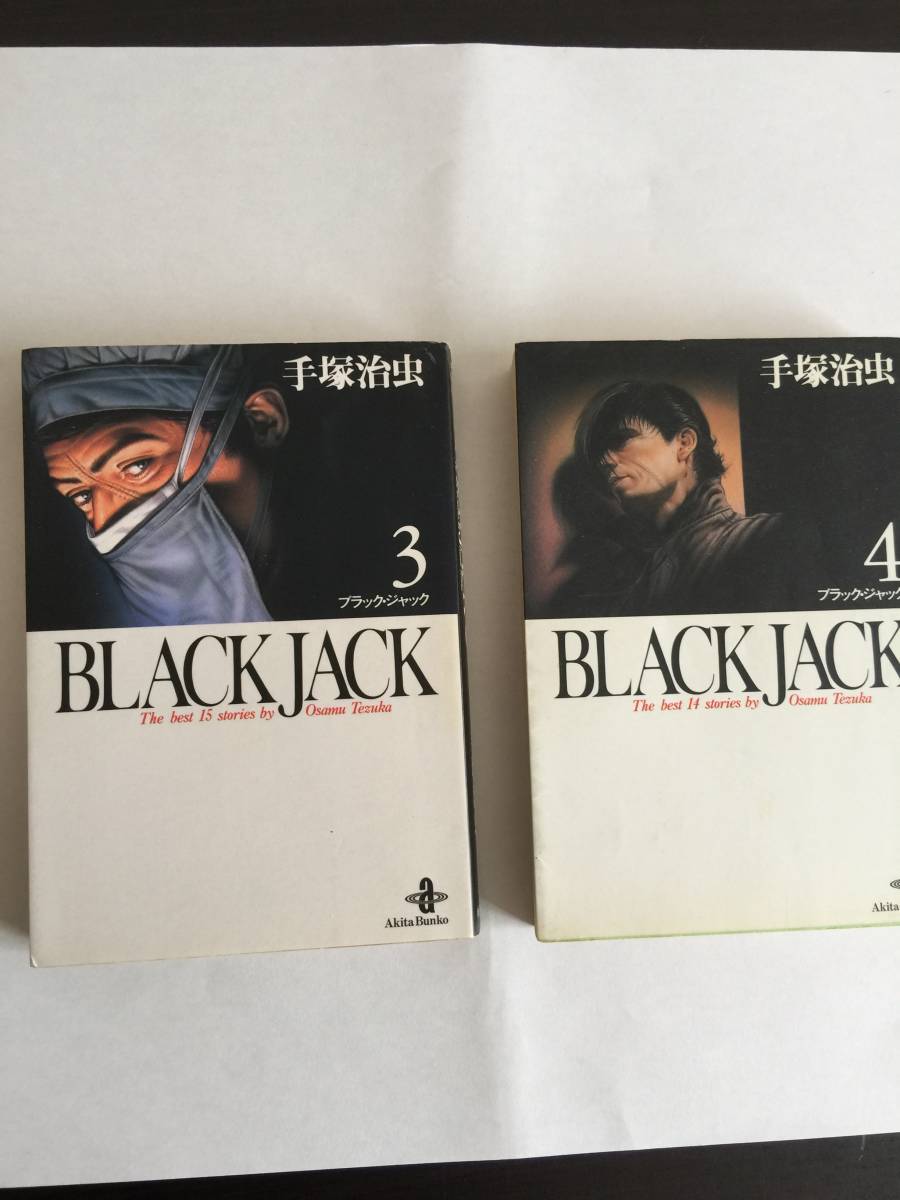 手塚治虫
3
ブラック・ジャック
BLACK JACK
The best 15 stories by Osamu Tezuka
a
Akita Bunko
手塚治虫
4
ブラック・ジャック
BLACK JACK
The best 14 stories by Osamu Tezuka
Akita